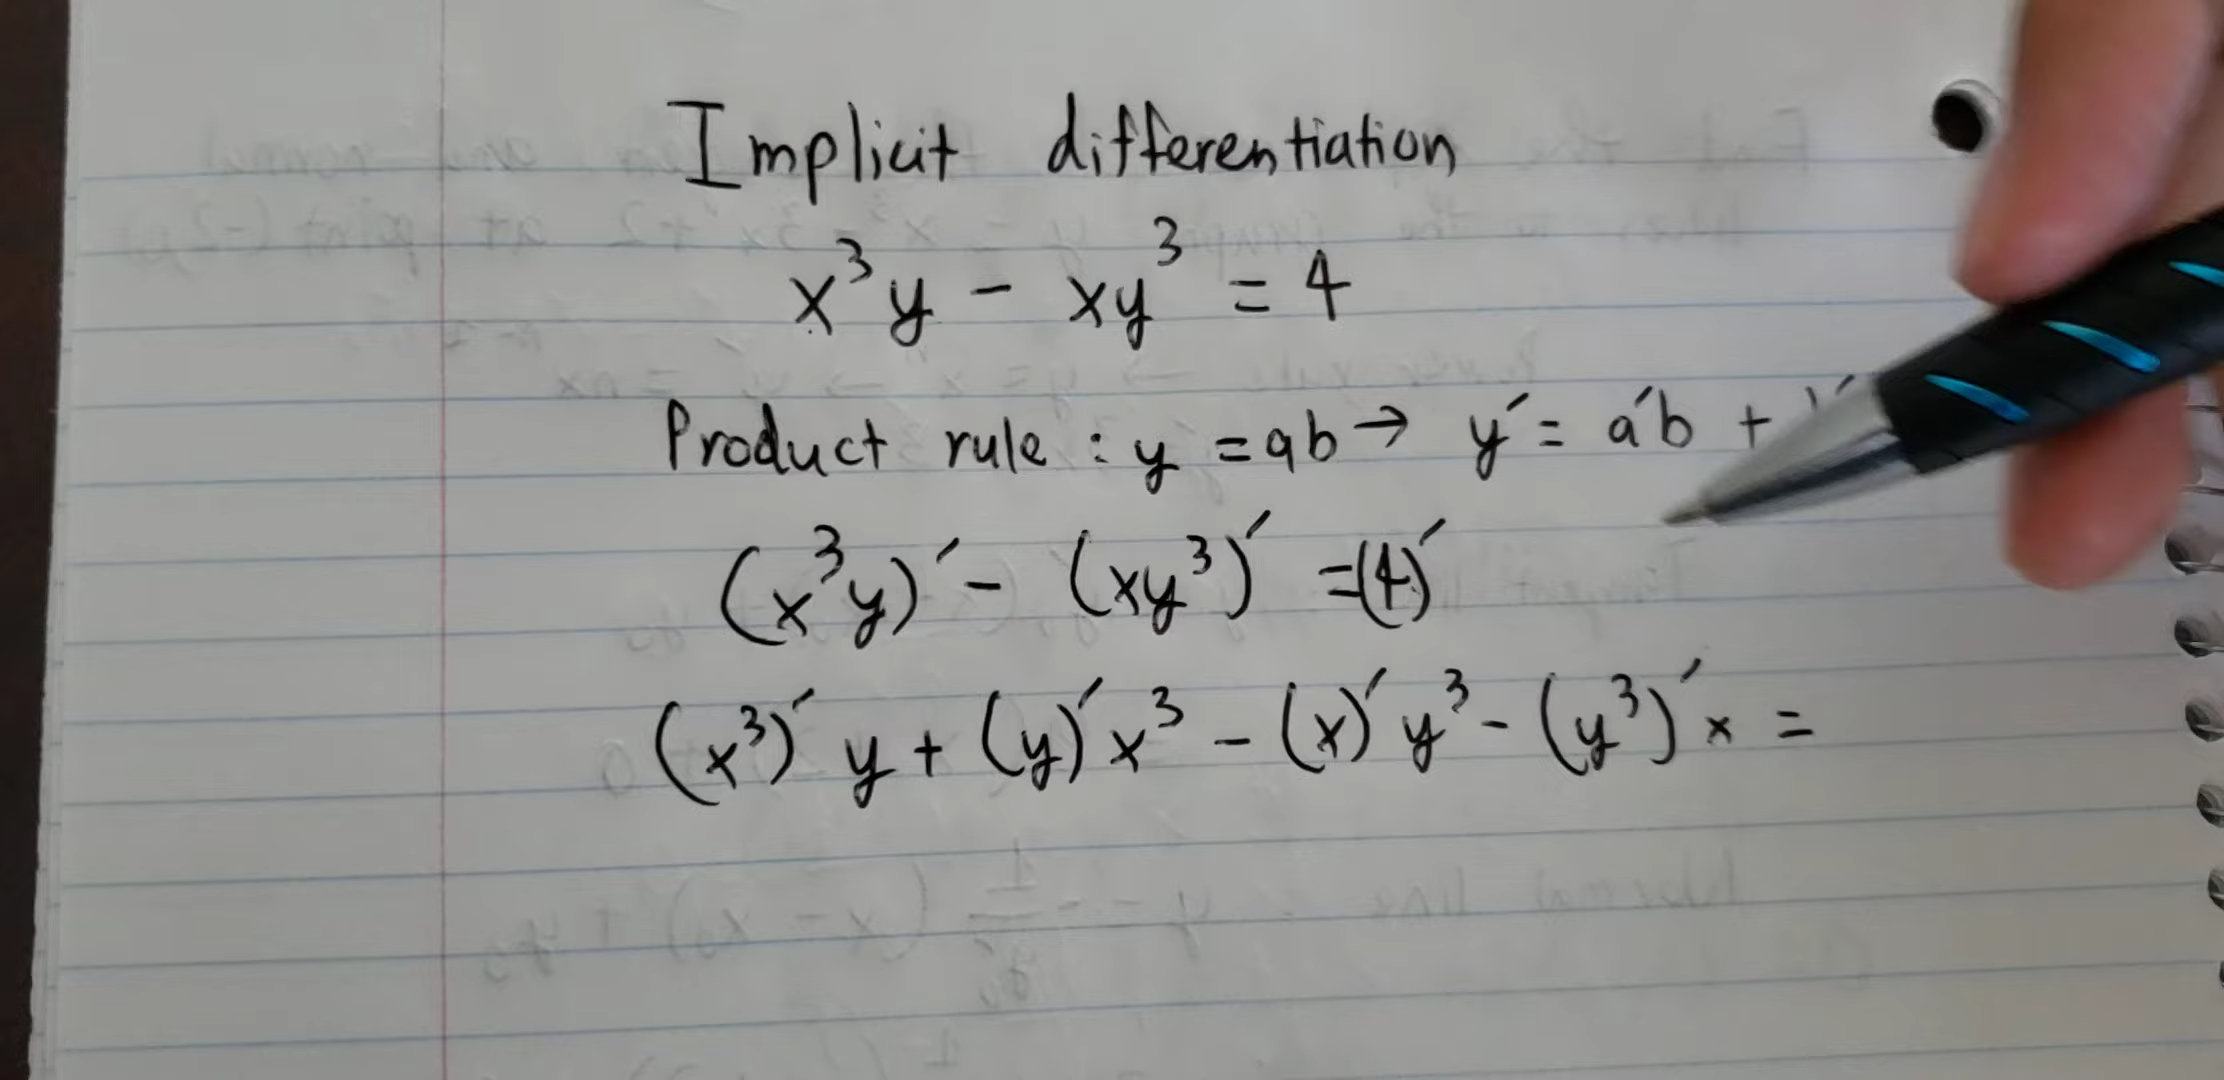 Implicit differentiation
x³y - xy³ = 4
Product rule : y = ab → y′ = a′b +
(x³y)′ - (xy³)′ = (4)′
(x³)′y + (y)′x³ - (x)′y³ - (y³)′x =